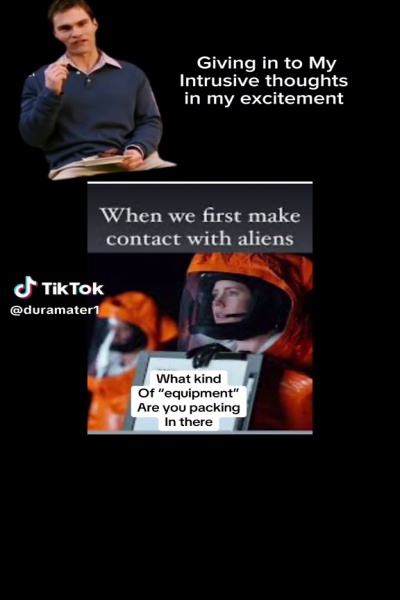 Giving in to My
Intrusive thoughts
in my excitement
When we first make
contact with aliens
TikTok
@duramater1
What kind
Of “equipment”
Are you packing
In there